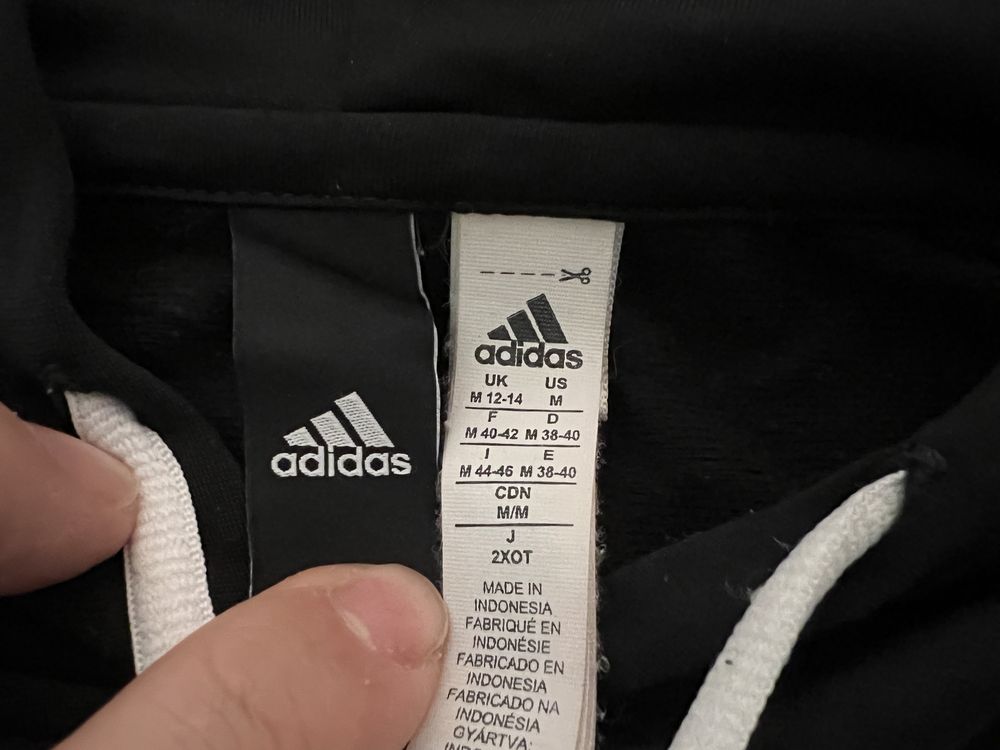 adidas
adidas
UK US
M 12-14 M
F D
M 40-42 M 38-40
I E
M 44-46 M 38-40
CDN
M/M
J
2XOT
MADE IN
INDONESIA
FABRIQUÉ EN
INDONÉSIE
FABRICADO EN
INDONESIA
FABRICADO NA
INDONÉSIA
GYÁRTVA: